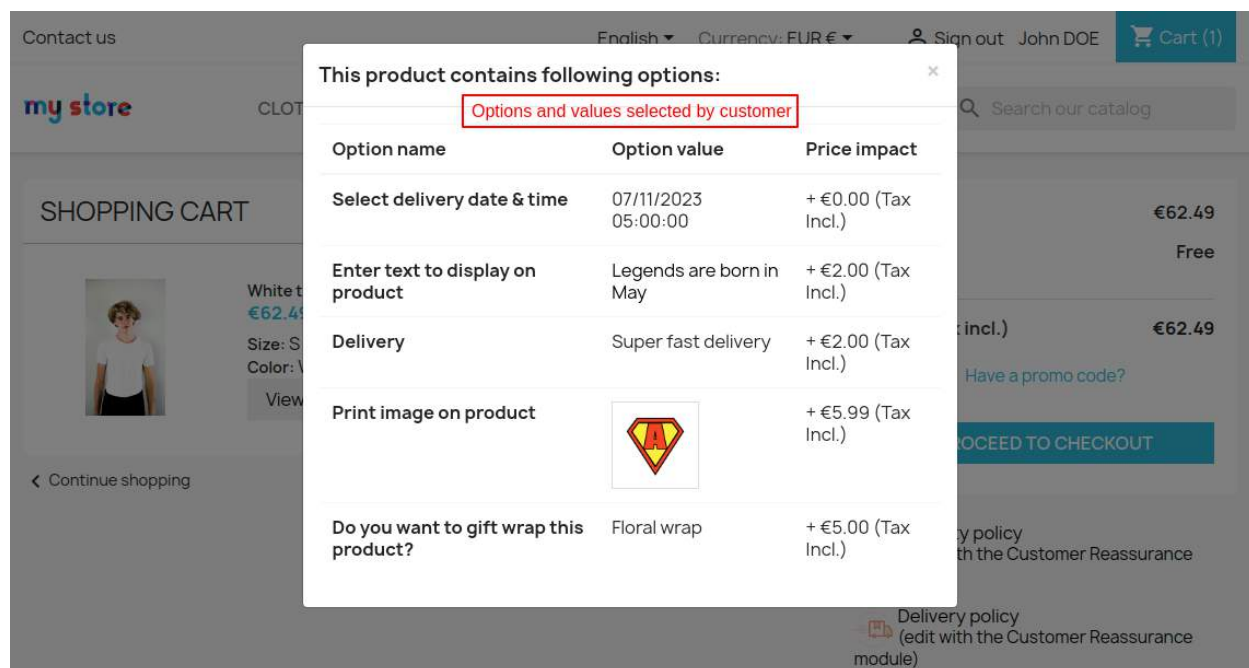 Contact us
English Currency: EUR € Sign out John DOE Cart (1)
This product contains following options: ×
my store
CLOT
Options and values selected by customer
Search our catalog
Option name Option value Price impact
Select delivery date & time 07/11/2023 + €0.00 (Tax
05:00:00 Incl.)
SHOPPING CART
€62.49
Free
Enter text to display on Legends are born in + €2.00 (Tax
product May Incl.)
White t
€62.49
Size: S
Color:
View
Delivery Super fast delivery + €2.00 (Tax
Incl.)
incl.) €62.49
Have a promo code?
Print image on product + €5.99 (Tax
Incl.)
A
OCEED TO CHECKOUT
Continue shopping
Do you want to gift wrap this Floral wrap + €5.00 (Tax
product? Incl.)
y policy
th the Customer Reassurance
Delivery policy
(edit with the Customer Reassurance
module)